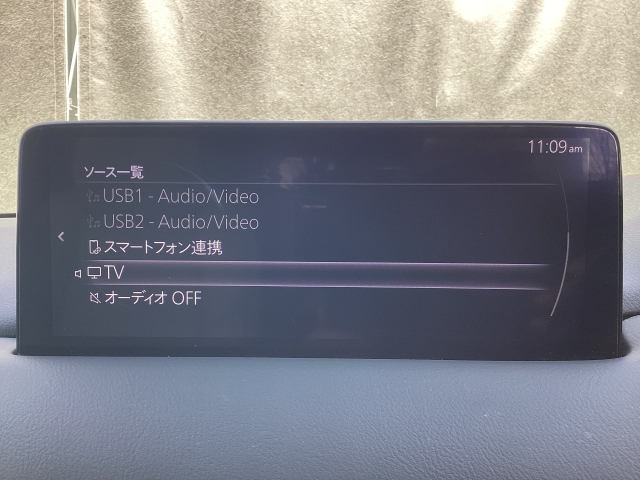 11:09am
ソース一覧
USB1 - Audio/Video
USB2 - Audio/Video
スマートフォン連携
TV
オーディオ OFF